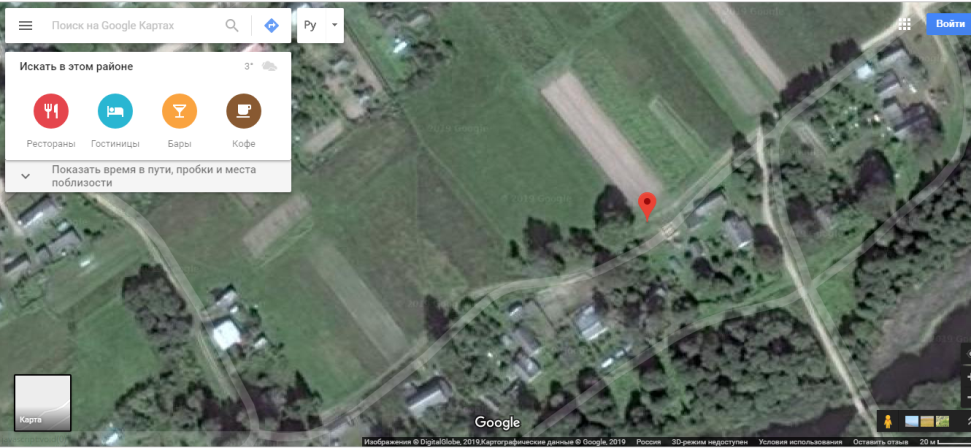 Поиск на Google Картах
Ру
Войти
Искать в этом районе
3°
Рестораны
Гостиницы
Бары
Кофе
Показать время в пути, пробки и места
поблизости
Карта
Google
Изображения © DigitalGlobe, 2019,Картографические данные © Google, 2019 Россия 3D-режим недоступен Условия использования Оставить отзыв 20 м